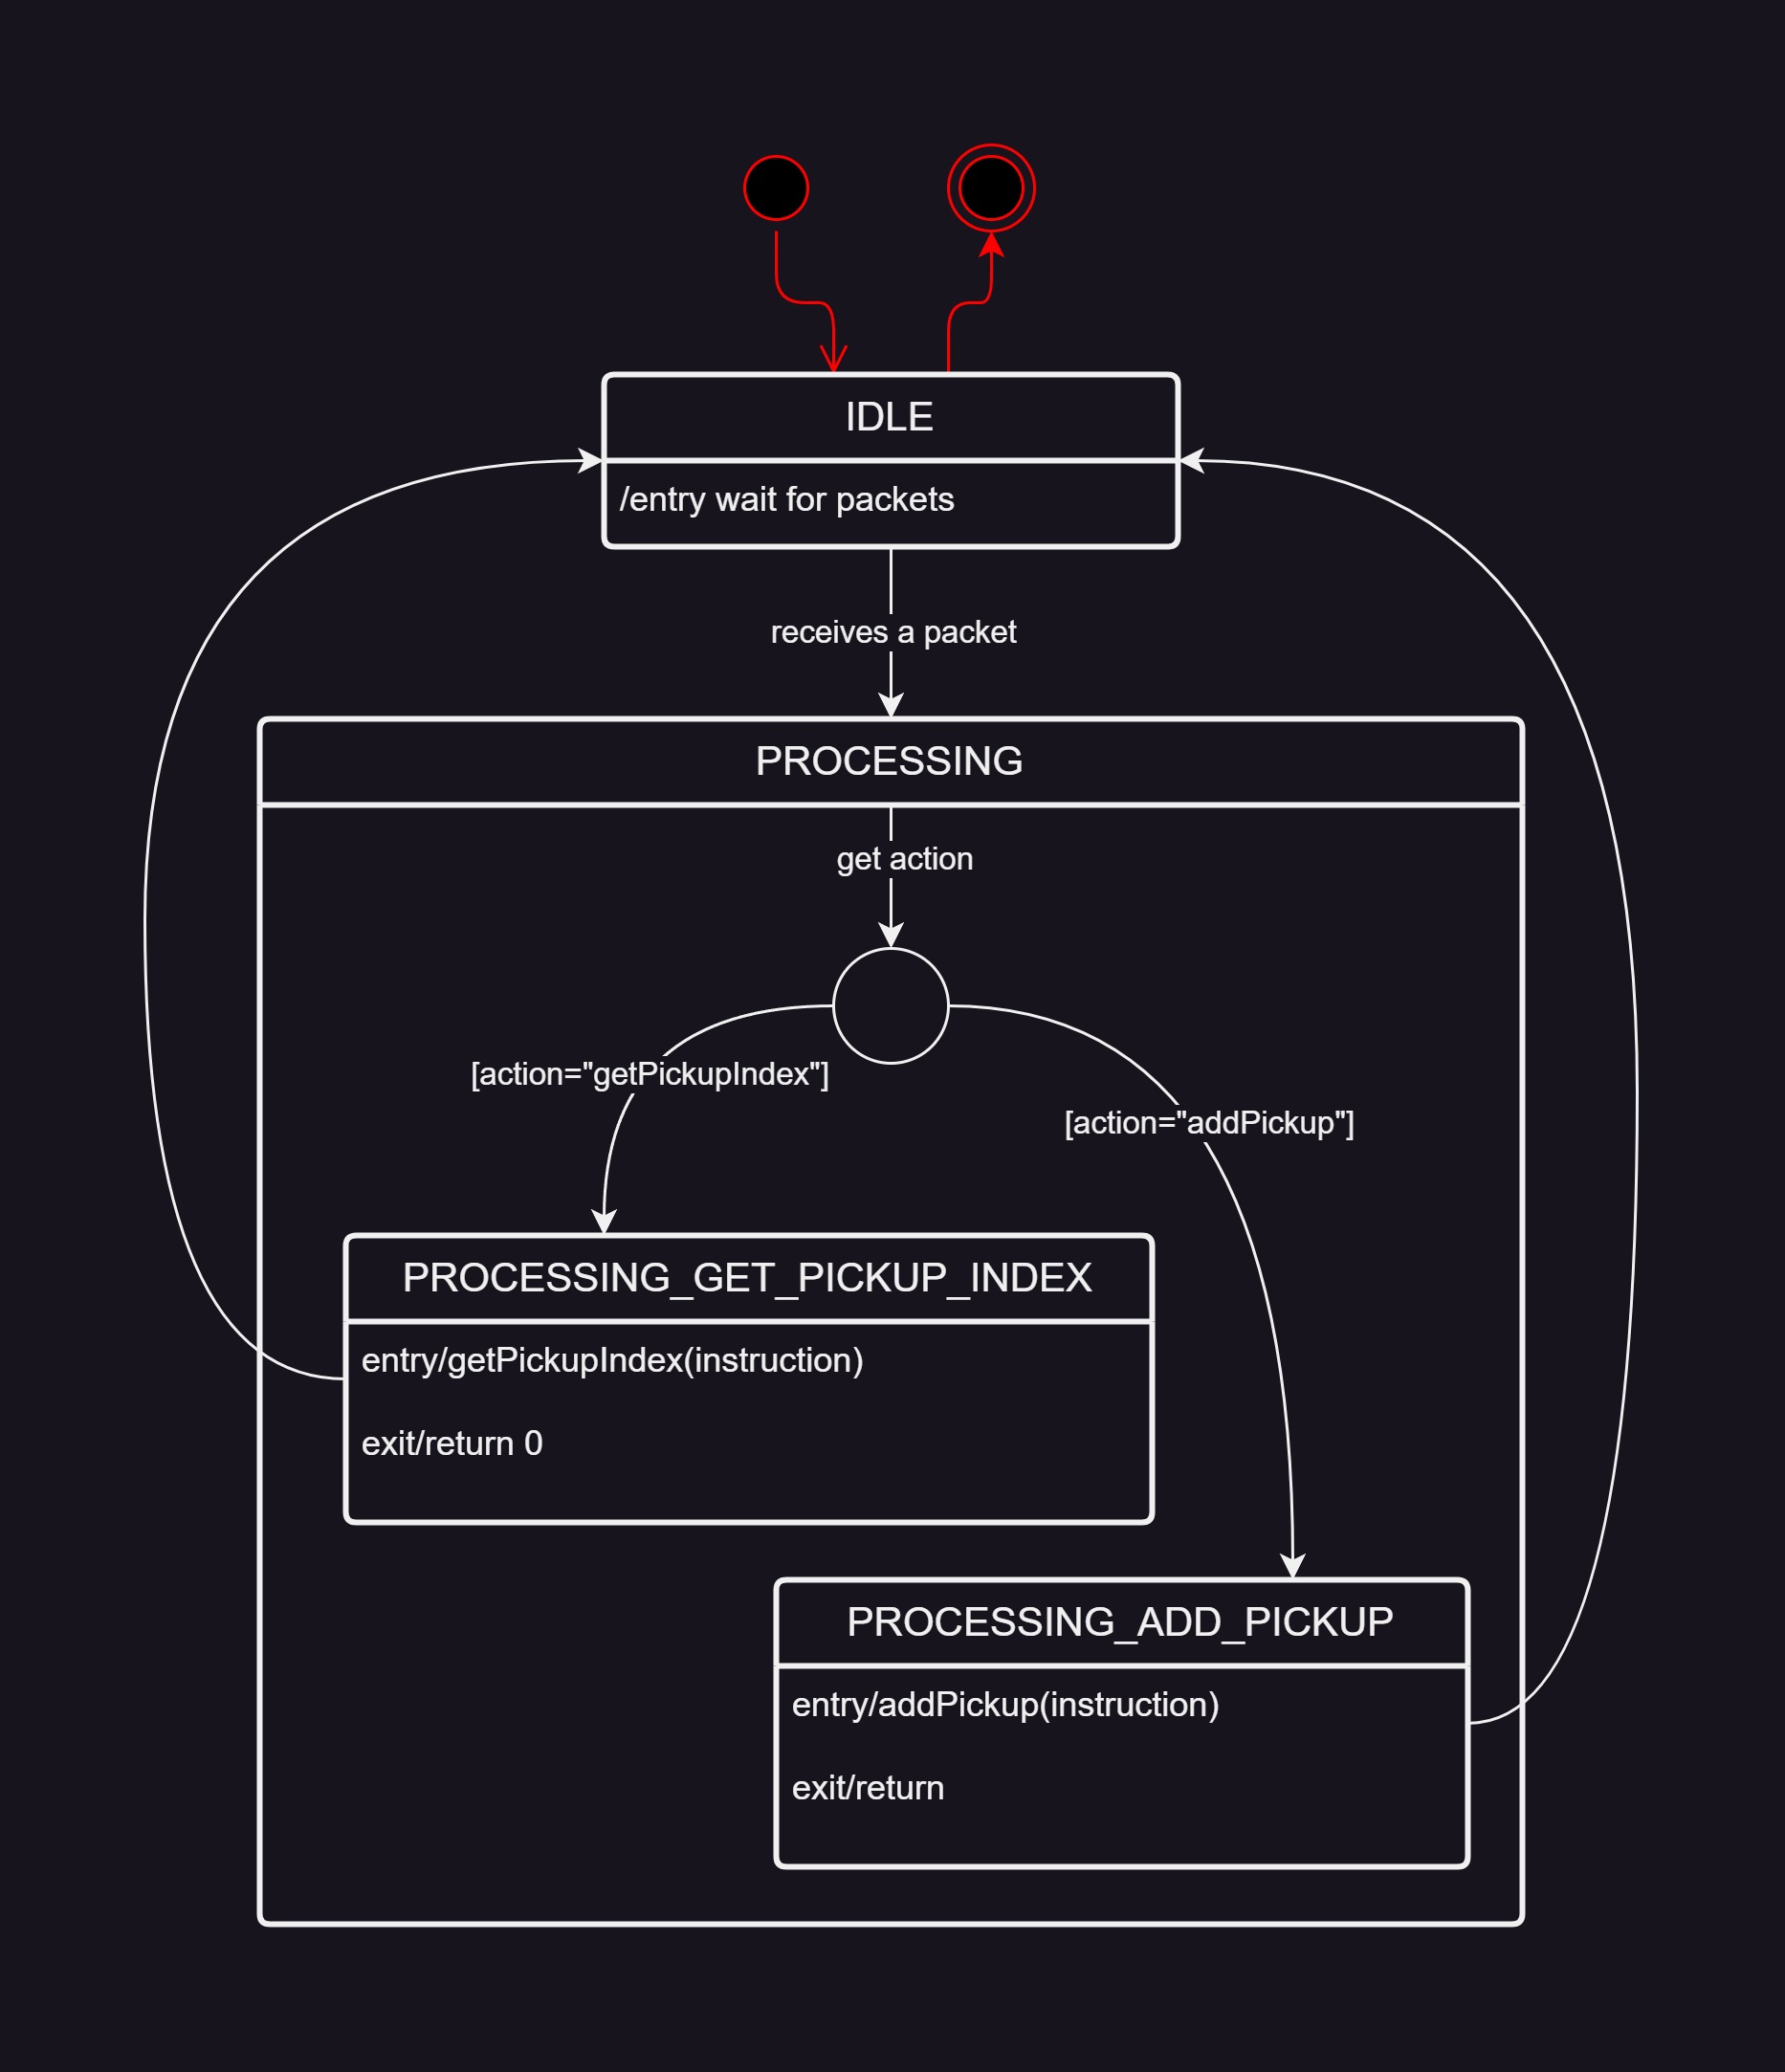 IDLE
/entry wait for packets
receives a packet
PROCESSING
get action
[action="getPickupIndex"]
[action="addPickup"]
PROCESSING_GET_PICKUP_INDEX
entry/getPickupIndex(instruction)
exit/return 0
PROCESSING_ADD_PICKUP
entry/addPickup(instruction)
exit/return